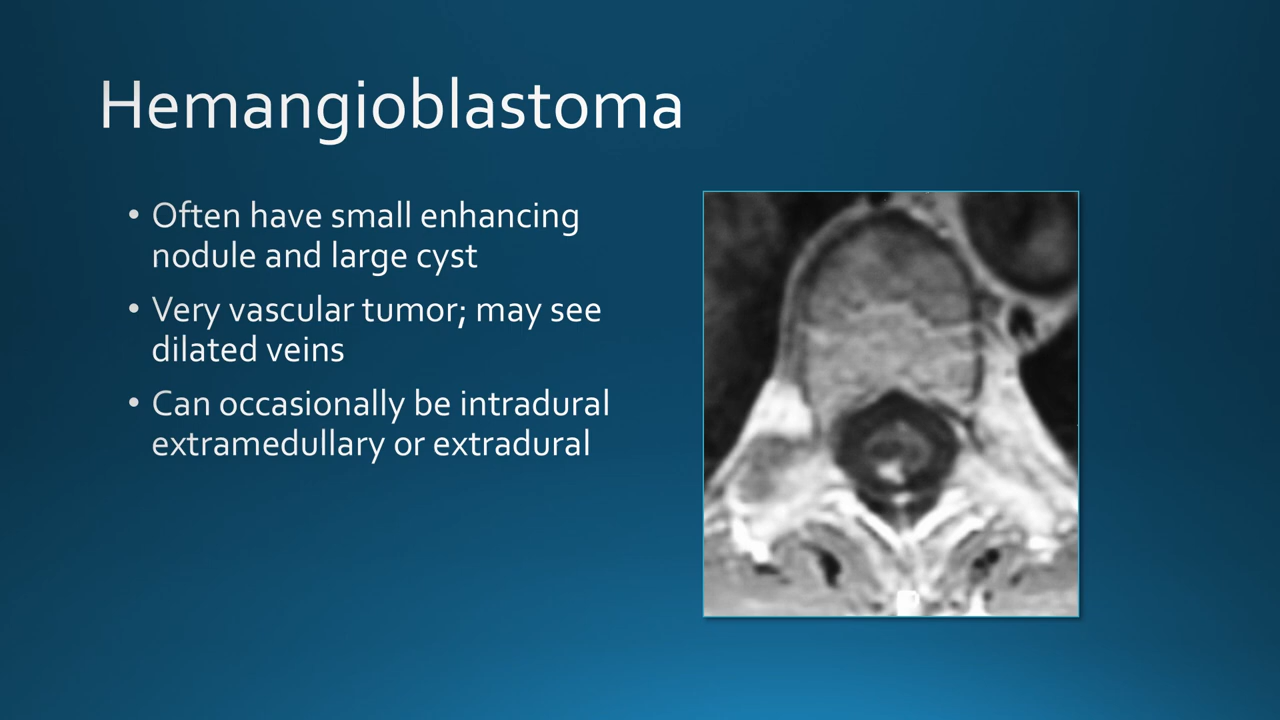 Hemangioblastoma
• Often have small enhancing
nodule and large cyst
• Very vascular tumor; may see
dilated veins
• Can occasionally be intradural
extramedullary or extradural